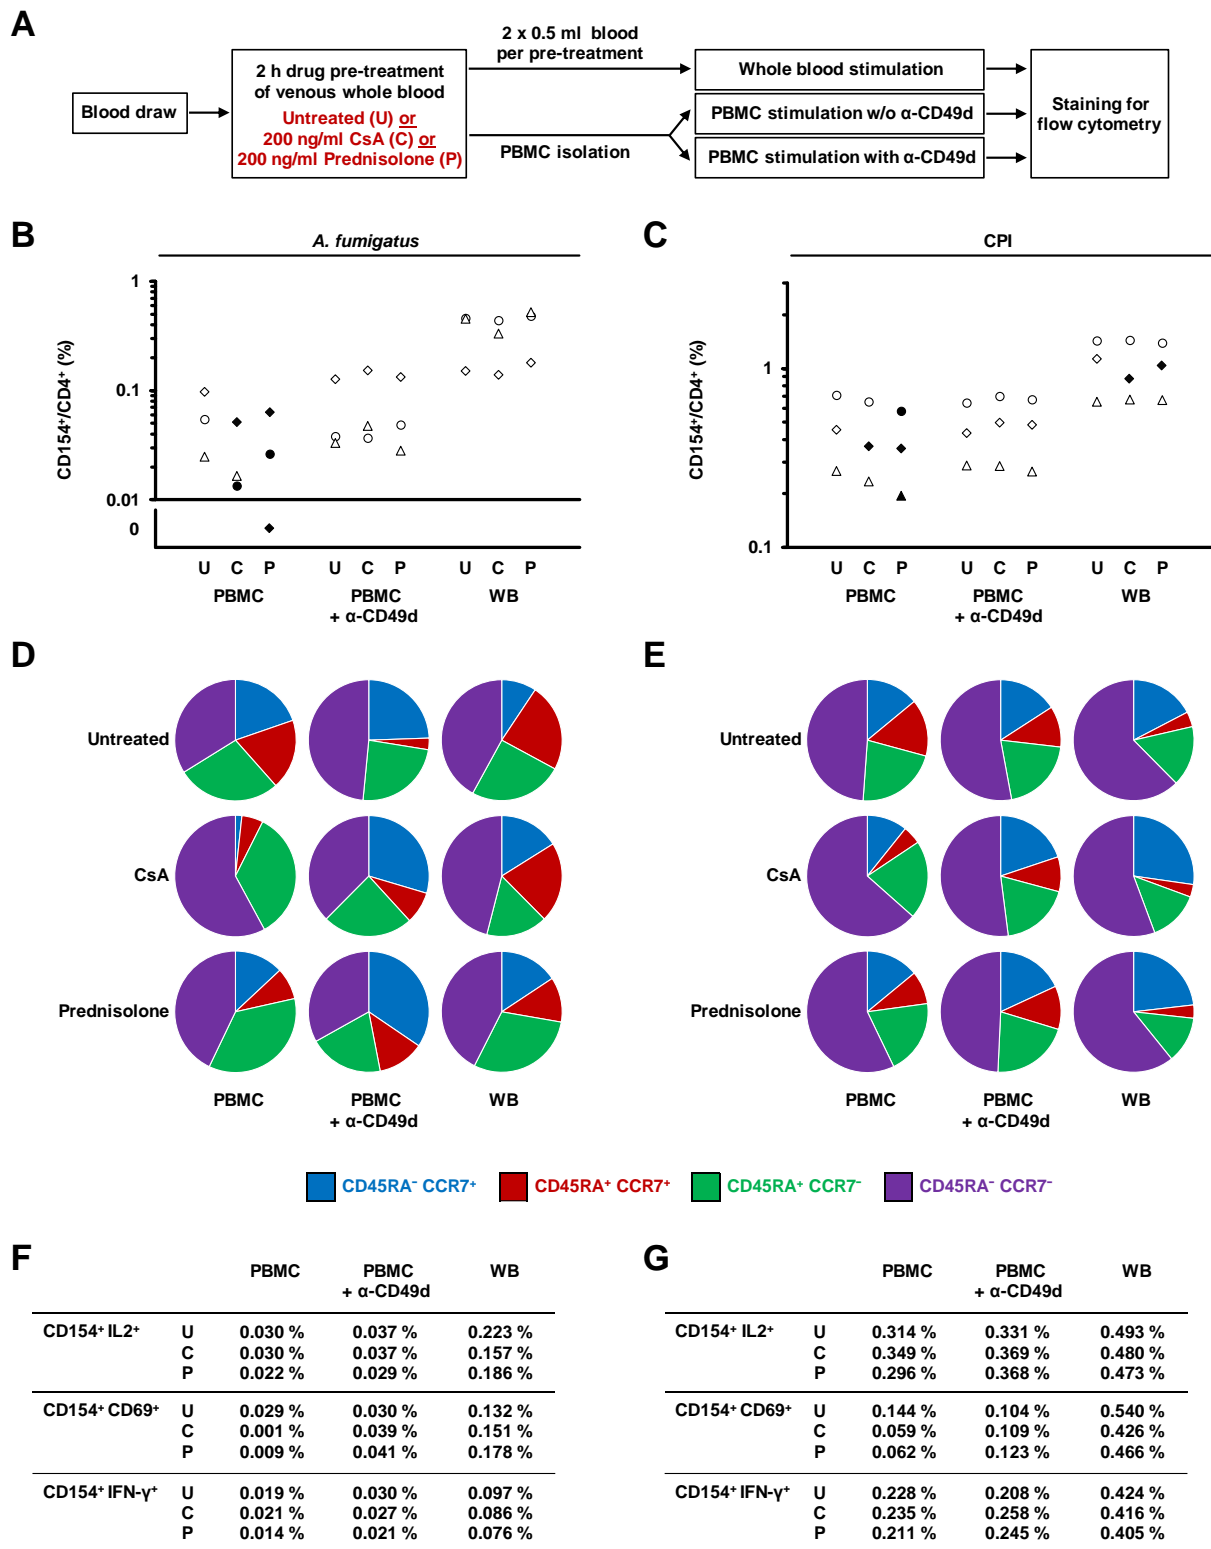 A
Blood draw
2 h drug pre-treatment
of venous whole blood
Untreated (U) or
200 ng/ml CsA (C) or
200 ng/ml Prednisolone (P)
2 x 0.5 ml blood
per pre-treatment
PBMC isolation
Whole blood stimulation
PBMC stimulation w/o α-CD49d
PBMC stimulation with α-CD49d
Staining for
flow cytometry
B
A. fumigatus
CD154⁺/CD4⁺ (%)
1
0.1
0.01
0
U C P U C P U C P
PBMC PBMC WB
+ α-CD49d
C
CPI
CD154⁺/CD4⁺ (%)
1
0.1
U C P U C P U C P
PBMC PBMC WB
+ α-CD49d
D
Untreated
CsA
Prednisolone
PBMC PBMC WB
+ α-CD49d
E
Untreated
CsA
Prednisolone
PBMC PBMC WB
+ α-CD49d
CD45RA⁻ CCR7⁺ CD45RA⁺ CCR7⁺ CD45RA⁺ CCR7⁻ CD45RA⁻ CCR7⁻
F
PBMC PBMC WB
+ α-CD49d
CD154⁺ IL2⁺ U 0.030 % 0.037 % 0.223 %
C 0.030 % 0.037 % 0.157 %
P 0.022 % 0.029 % 0.186 %
CD154⁺ CD69⁺ U 0.029 % 0.030 % 0.132 %
C 0.001 % 0.039 % 0.151 %
P 0.009 % 0.041 % 0.178 %
CD154⁺ IFN-γ⁺ U 0.019 % 0.030 % 0.097 %
C 0.021 % 0.027 % 0.086 %
P 0.014 % 0.021 % 0.076 %
G
PBMC PBMC WB
+ α-CD49d
CD154⁺ IL2⁺ U 0.314 % 0.331 % 0.493 %
C 0.349 % 0.369 % 0.480 %
P 0.296 % 0.368 % 0.473 %
CD154⁺ CD69⁺ U 0.144 % 0.104 % 0.540 %
C 0.059 % 0.109 % 0.426 %
P 0.062 % 0.123 % 0.466 %
CD154⁺ IFN-γ⁺ U 0.228 % 0.208 % 0.424 %
C 0.235 % 0.258 % 0.416 %
P 0.211 % 0.245 % 0.405 %